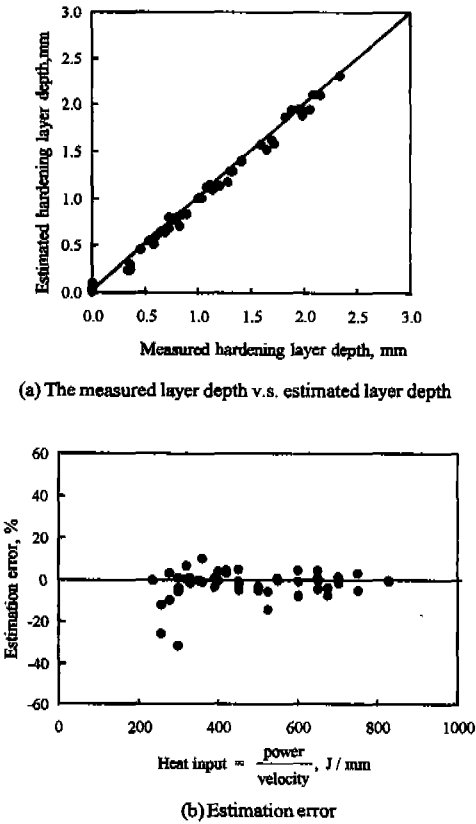 3.0
2.5
2.0
1.5
1.0
0.5
0.0
Estimated hardening layer depth,mm
0.0 0.5 1.0 1.5 2.0 2.5 3.0
Measured hardening layer depth, mm
(a) The measured layer depth v.s. estimated layer depth
60
40
20
0
-20
-40
-60
Estimation error, %
0 200 400 600 800 1000
Heat input = power / velocity, J / mm
(b) Estimation error